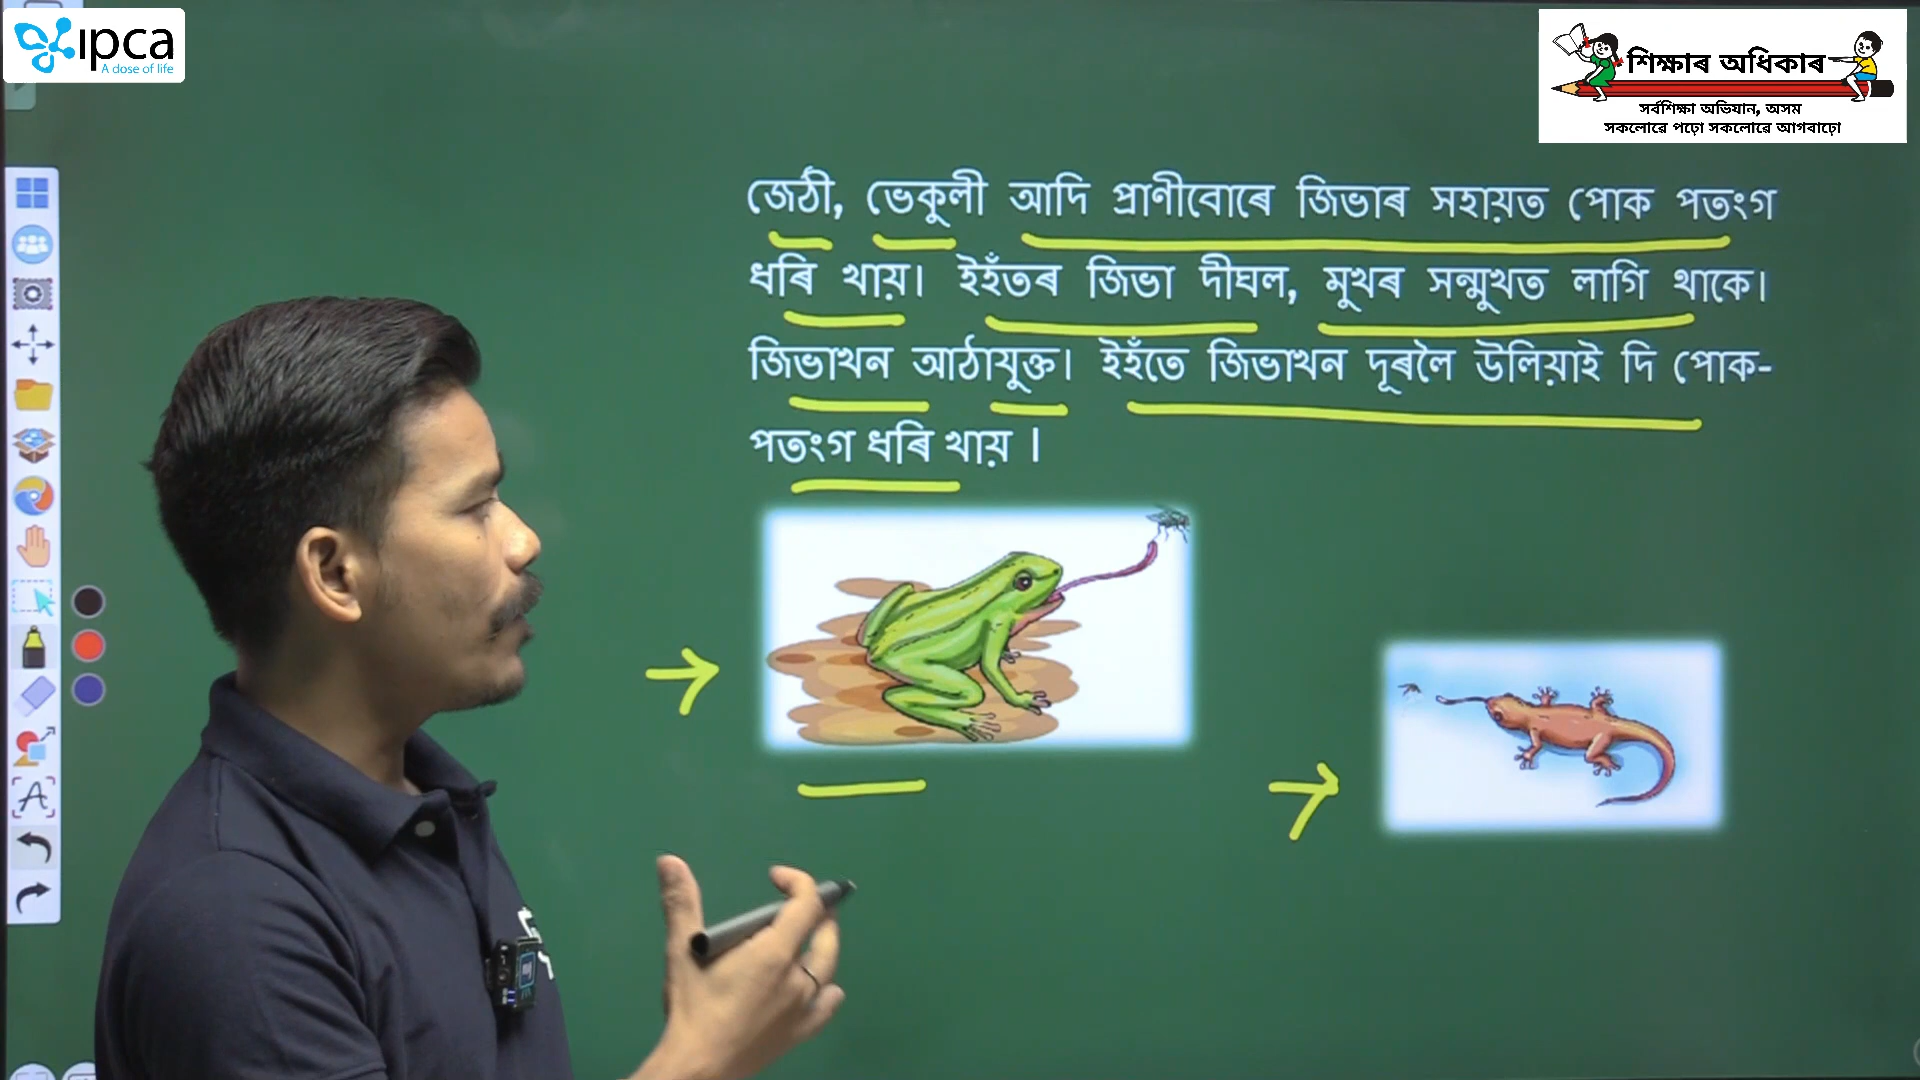 ıpca
A dose of life
শিক্ষাৰ অধিকাৰ
সৰ্বশিক্ষা অভিযান, অসম
সকলোৱে পঢ়ো সকলোৱে আগবাঢ়ো
জেঠী, ভেকুলী আদি প্ৰাণীবোৰে জিভাৰ সহায়ত পোক পতংগ
ধৰি খায়। ইহঁতৰ জিভা দীঘল, মুখৰ সন্মুখত লাগি থাকে।
জিভাখন আঠাযুক্ত। ইহঁতে জিভাখন দূৰলৈ উলিয়াই দি পোক-
পতংগ ধৰি খায় ।